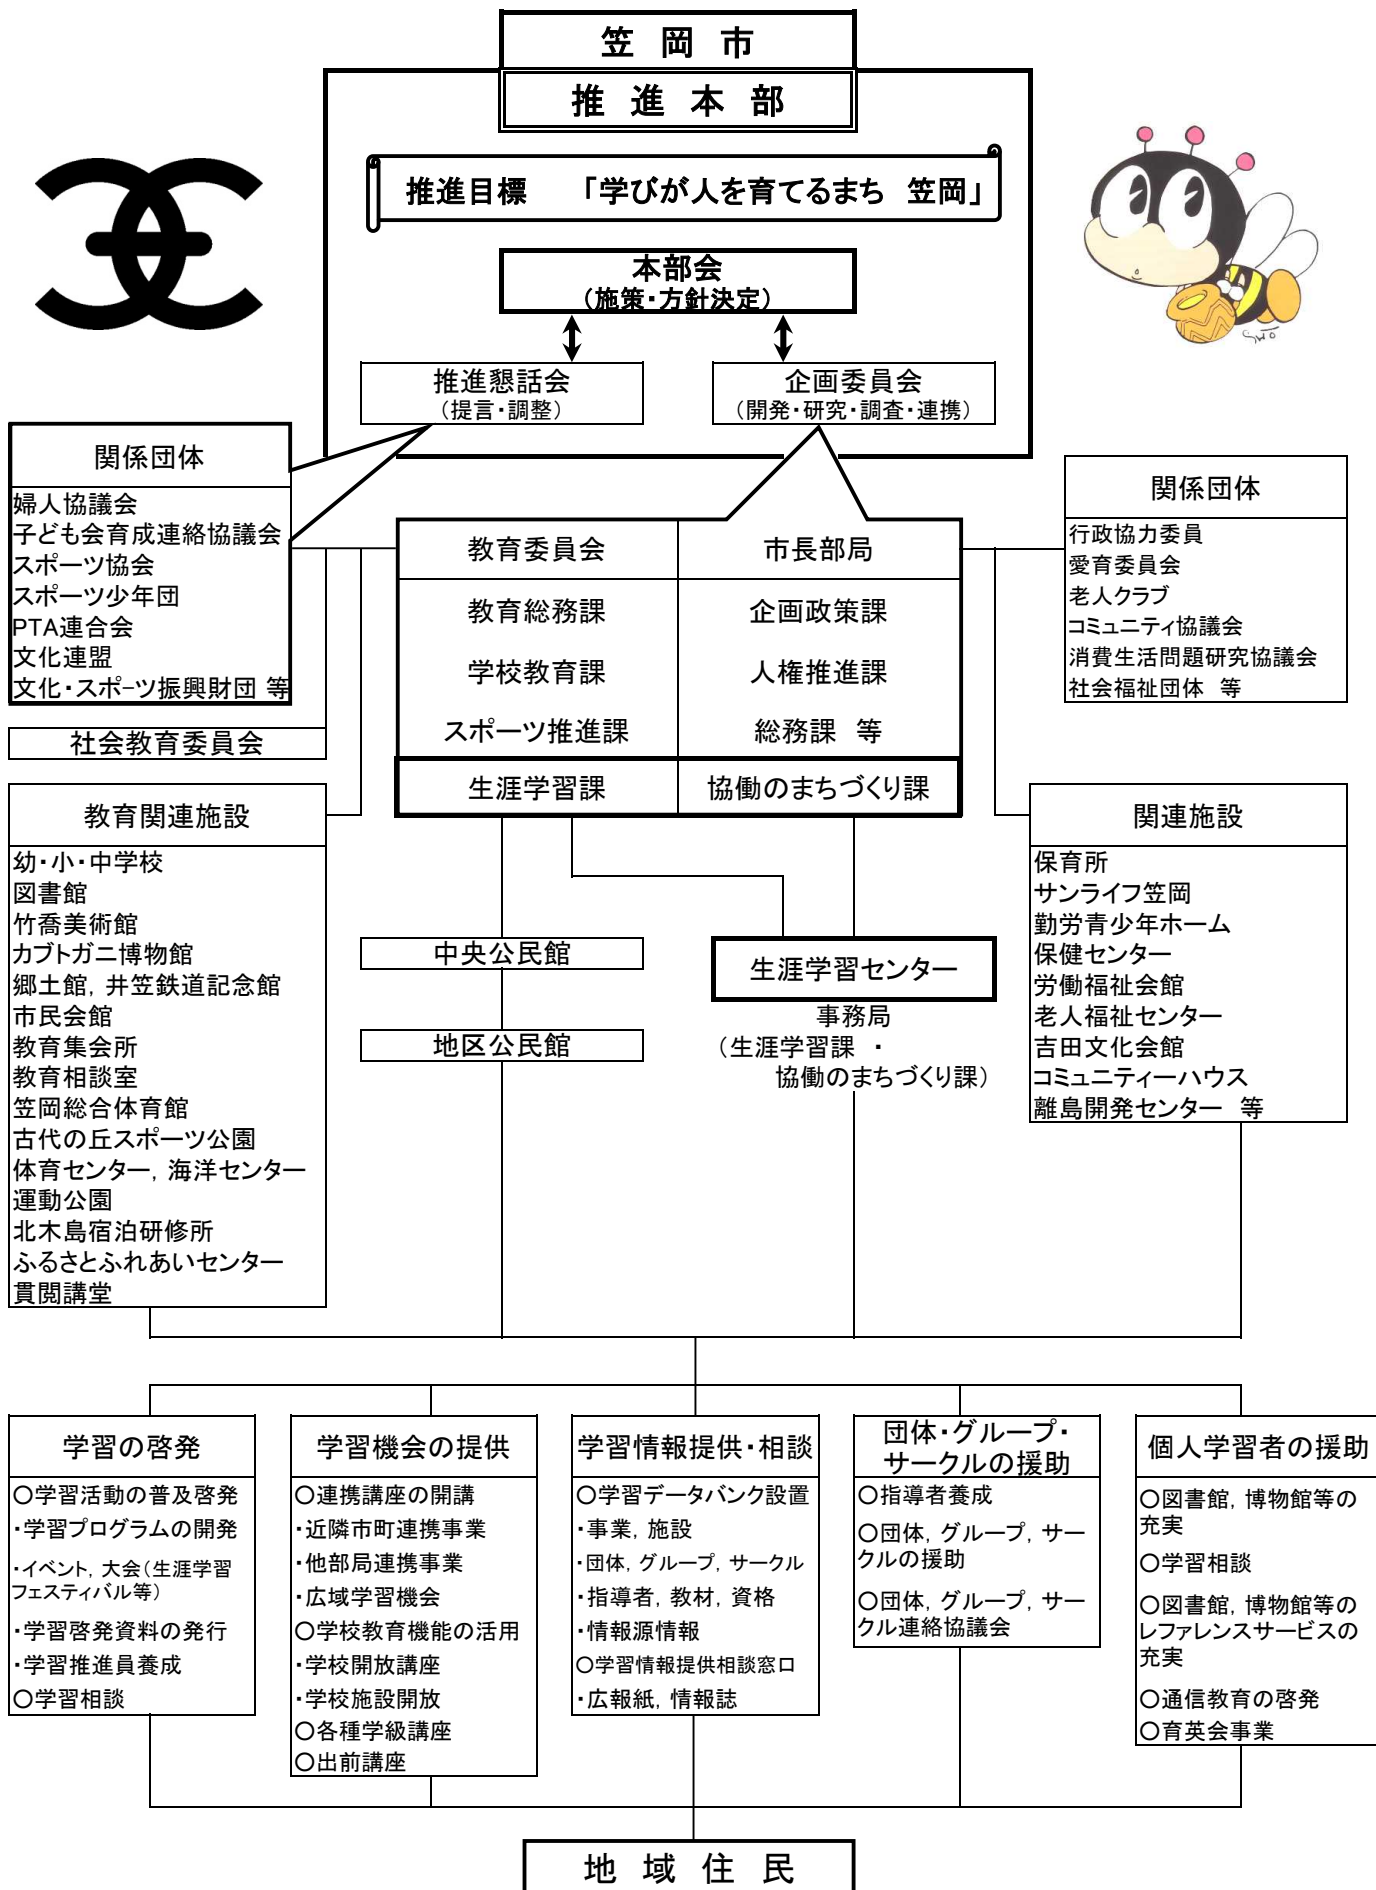 笠　岡　市
推　進　本　部
推進目標　「学びが人を育てるまち　笠岡」
本部会
（施策・方針決定）
推進懇話会
（提言・調整）
企画委員会
（開発・研究・調査・連携）
関係団体
婦人協議会
子ども会育成連絡協議会
スポーツ協会
スポーツ少年団
PTA連合会
文化連盟
文化・スポーツ振興財団 等
社会教育委員会
教育委員会
教育総務課
学校教育課
スポーツ推進課
生涯学習課
市長部局
企画政策課
人権推進課
総務課　等
協働のまちづくり課
関係団体
行政協力委員
愛育委員会
老人クラブ
コミュニティ協議会
消費生活問題研究協議会
社会福祉団体　等
教育関連施設
幼・小・中学校
図書館
竹喬美術館
カブトガニ博物館
郷土館，井笠鉄道記念館
市民会館
教育集会所
教育相談室
笠岡総合体育館
古代の丘スポーツ公園
体育センター，海洋センター
運動公園
北木島宿泊研修所
ふるさとふれあいセンター
貫閲講堂
中央公民館
地区公民館
生涯学習センター
事務局
（生涯学習課　・
協働のまちづくり課）
関連施設
保育所
サンライフ笠岡
勤労青少年ホーム
保健センター
労働福祉会館
老人福祉センター
吉田文化会館
コミュニティーハウス
離島開発センター　等
学習の啓発
○学習活動の普及啓発
・学習プログラムの開発
・イベント，大会（生涯学習
フェスティバル等）
・学習啓発資料の発行
・学習推進員養成
○学習相談
学習機会の提供
○連携講座の開講
・近隣市町連携事業
・他部局連携事業
・広域学習機会
○学校教育機能の活用
・学校開放講座
・学校施設開放
○各種学級講座
○出前講座
学習情報提供・相談
○学習データバンク設置
・事業，施設
・団体，グループ，サークル
・指導者，教材，資格
・情報源情報
○学習情報提供相談窓口
・広報紙，情報誌
団体・グループ・
サークルの援助
○指導者養成
○団体，グループ，サー
クルの援助
○団体，グループ，サー
クル連絡協議会
個人学習者の援助
○図書館，博物館等の
充実
○学習相談
○図書館，博物館等の
レファレンスサービスの
充実
○通信教育の啓発
○育英会事業
地　域　住　民